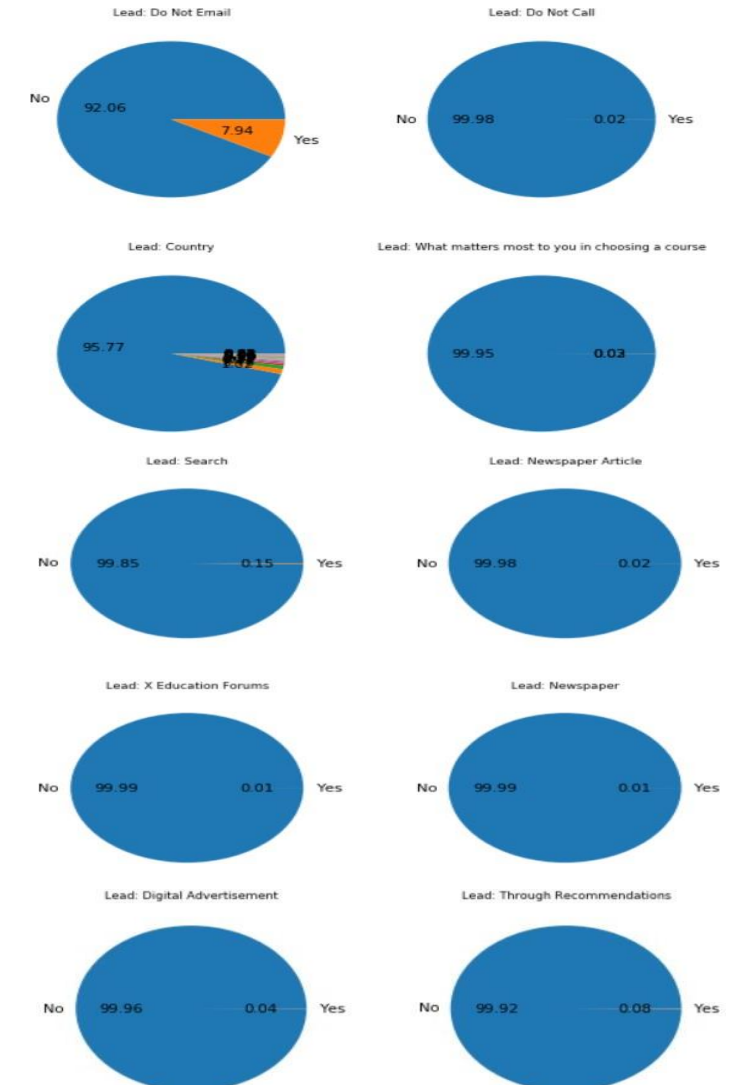 Lead: Do Not Email
No
92.06
7.94
Yes
Lead: Do Not Call
No
99.98
0.02
Yes
Lead: Country
95.77
Lead: What matters most to you in choosing a course
99.95
Lead: Search
No
99.85
0.15
Yes
Lead: Newspaper Article
No
99.98
0.02
Yes
Lead: X Education Forums
No
99.99
0.01
Yes
Lead: Newspaper
No
99.99
0.01
Yes
Lead: Digital Advertisement
No
99.96
0.04
Yes
Lead: Through Recommendations
No
99.92
0.08
Yes